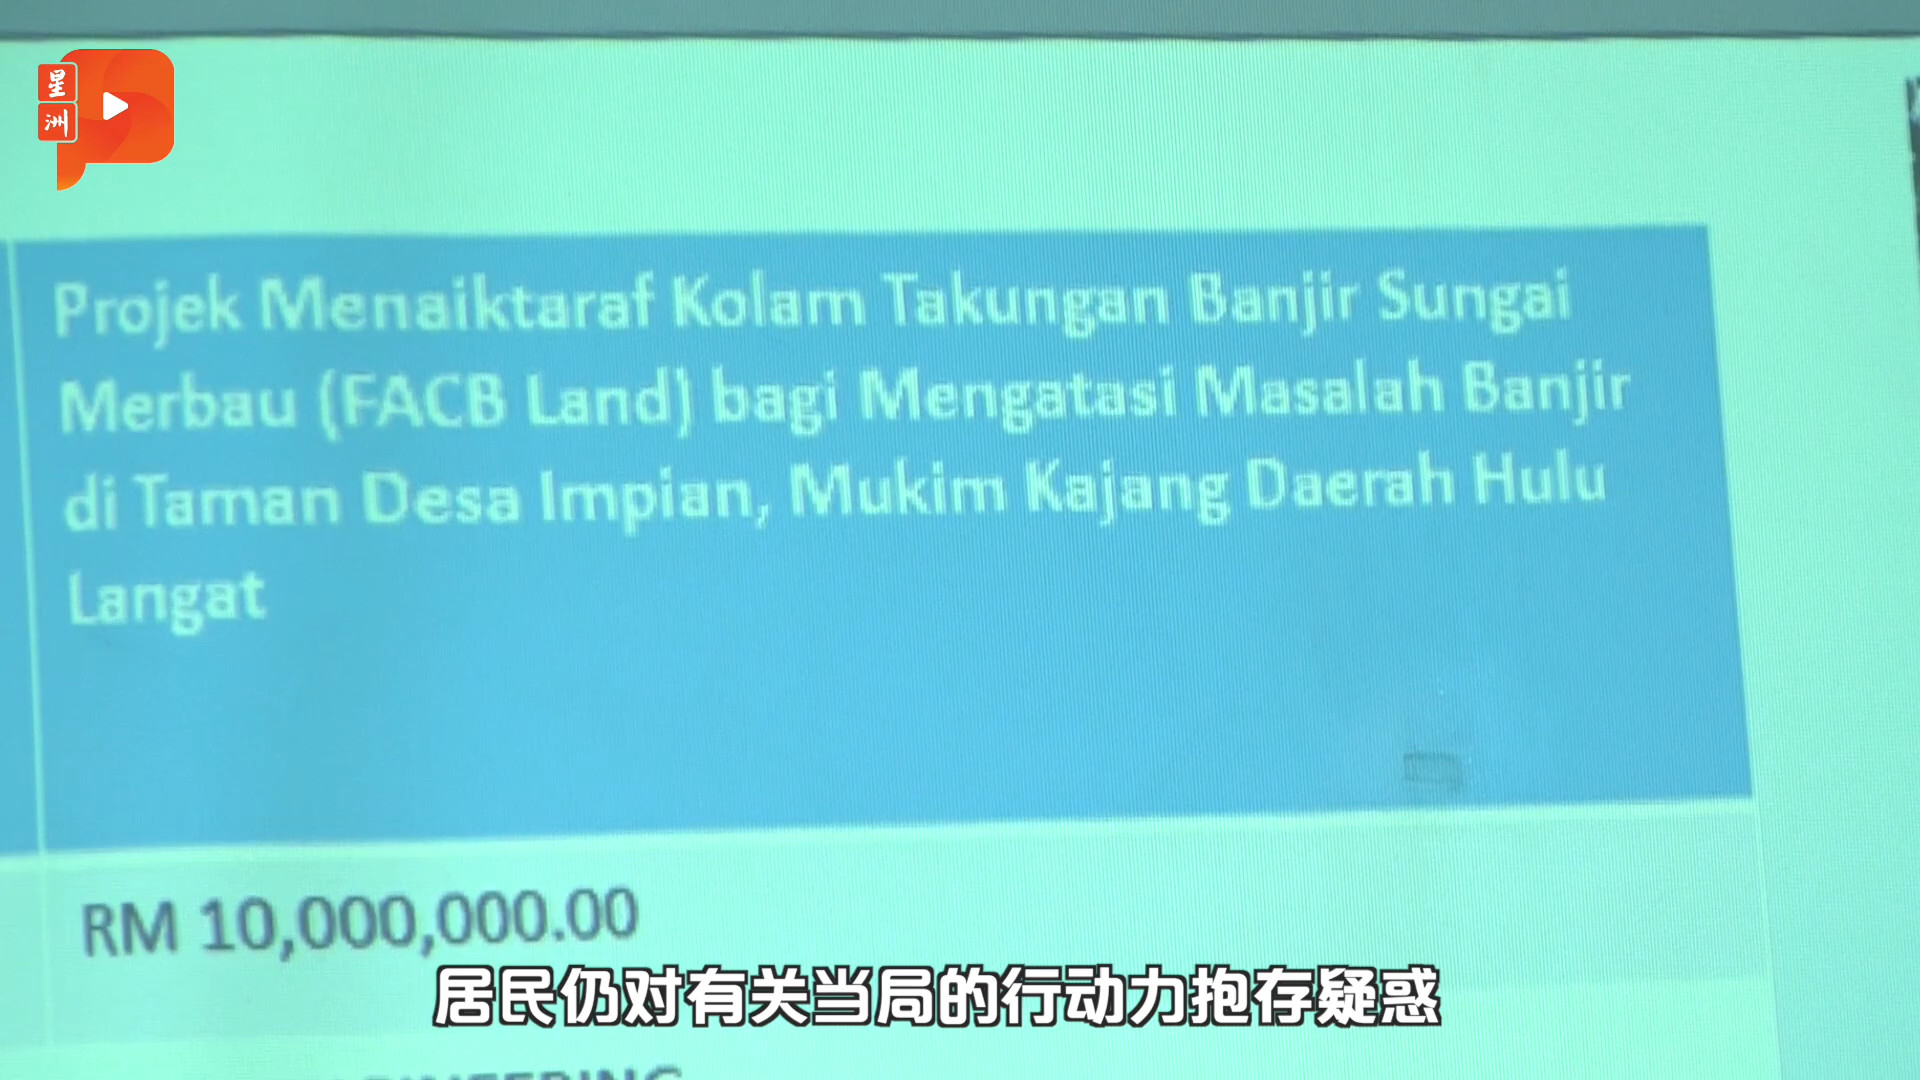 星
洲
Projek Menaiktaraf Kolam Takungan Banjir Sungai
Merbau (FACB Land) bagi Mengatasi Masalah Banjir
di Taman Desa Impian, Mukim Kajang Daerah Hulu
Langat
RM 10,000,000.00
居民仍对有关当局的行动力抱存疑惑